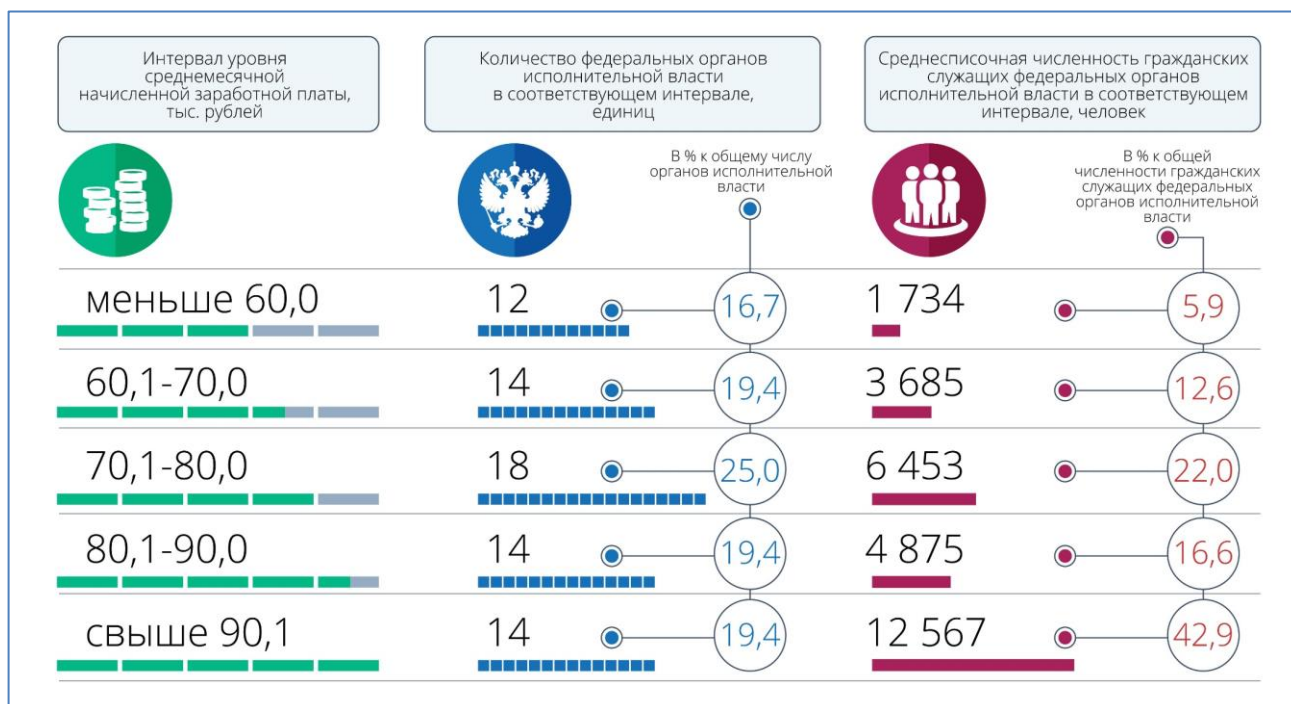 Интервал уровня
среднемесячной
начисленной заработной платы,
тыс. рублей
Количество федеральных органов
исполнительной власти
в соответствующем интервале,
единиц
Среднесписочная численность гражданских
служащих федеральных органов
исполнительной власти в соответствующем
интервале, человек
В % к общему числу
органов исполнительной
власти
В % к общей
численности гражданских
служащих федеральных
органов исполнительной
власти
меньше 60,0 12 16,7 1 734 5,9
60,1-70,0 14 19,4 3 685 12,6
70,1-80,0 18 25,0 6 453 22,0
80,1-90,0 14 19,4 4 875 16,6
свыше 90,1 14 19,4 12 567 42,9